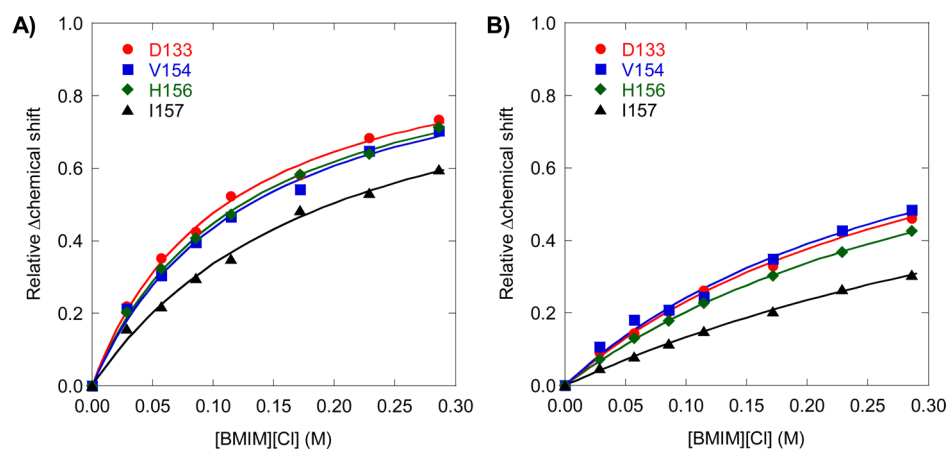 A)
1.0
0.8
0.6
0.4
0.2
0.0
Relative Δchemical shift
D133
V154
H156
I157
0.00 0.05 0.10 0.15 0.20 0.25 0.30
[BMIM][Cl] (M)
B)
1.0
0.8
0.6
0.4
0.2
0.0
Relative Δchemical shift
D133
V154
H156
I157
0.00 0.05 0.10 0.15 0.20 0.25 0.30
[BMIM][Cl] (M)